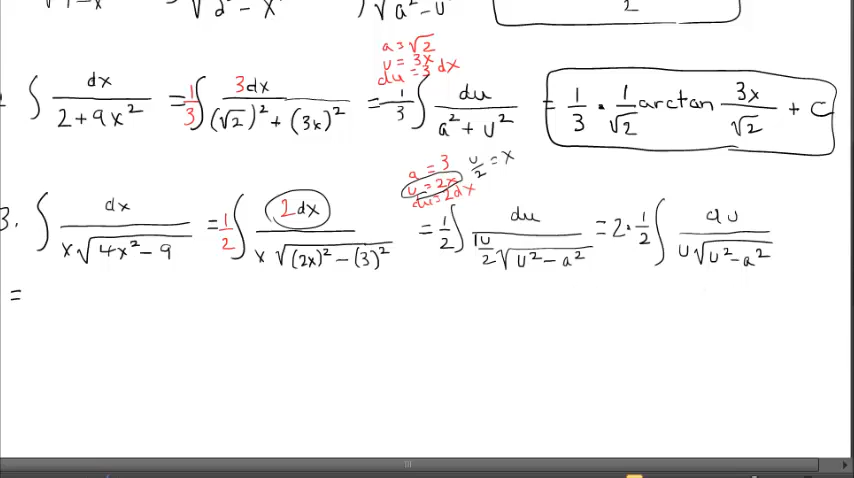 2
√a² − u²
a = √2
u = 3x
du = 3 dx
∫ dx / (2 + 9x²) = 1/3 ∫ 3dx / ((√2)² + (3x)²) = 1/3 ∫ du / (a² + u²) = 1/3 · 1/√2 arctan 3x/√2 + C
a = 3
u/2 = x
u = 2x
du = 2dx
3. ∫ dx / (x√(4x² − 9)) = 1/2 ∫ 2dx / (x√((2x)² − (3)²)) = 1/2 ∫ du / (u/2 √(u² − a²)) = 2 · 1/2 ∫ du / (u√(u² − a²))
=